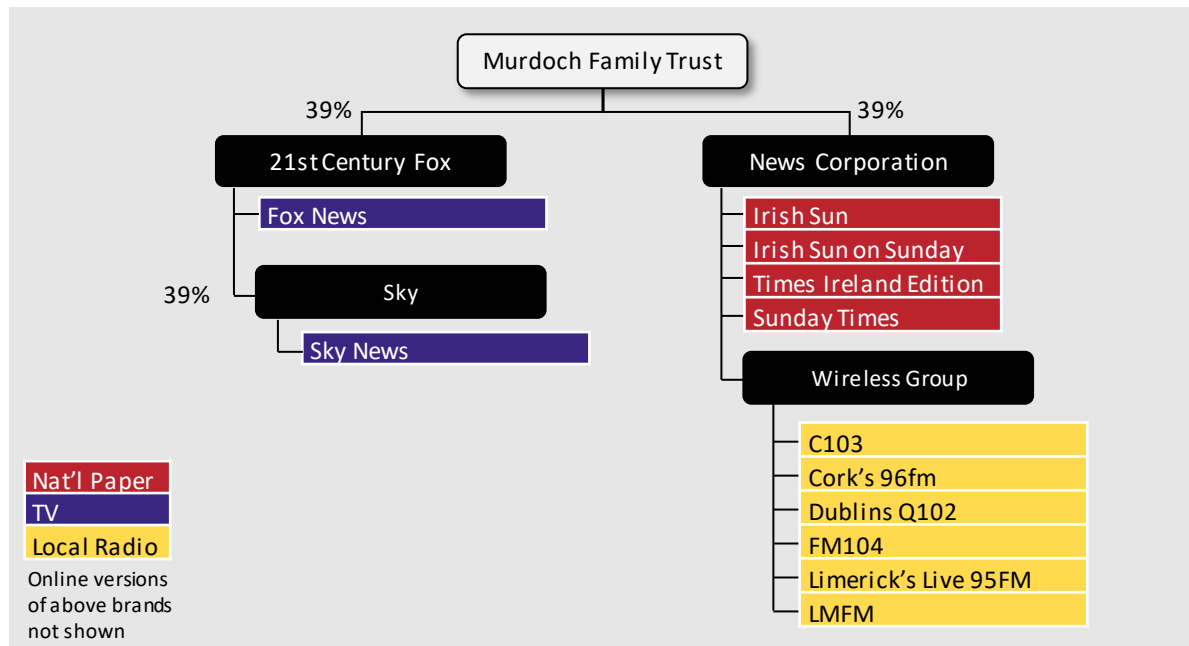 Murdoch Family Trust
39%
39%
21st Century Fox
News Corporation
Fox News
39%
Sky
Sky News
Irish Sun
Irish Sun on Sunday
Times Ireland Edition
Sunday Times
Wireless Group
C103
Cork's 96fm
Dublins Q102
FM104
Limerick's Live 95FM
LMFM
Nat'l Paper
TV
Local Radio
Online versions
of above brands
not shown